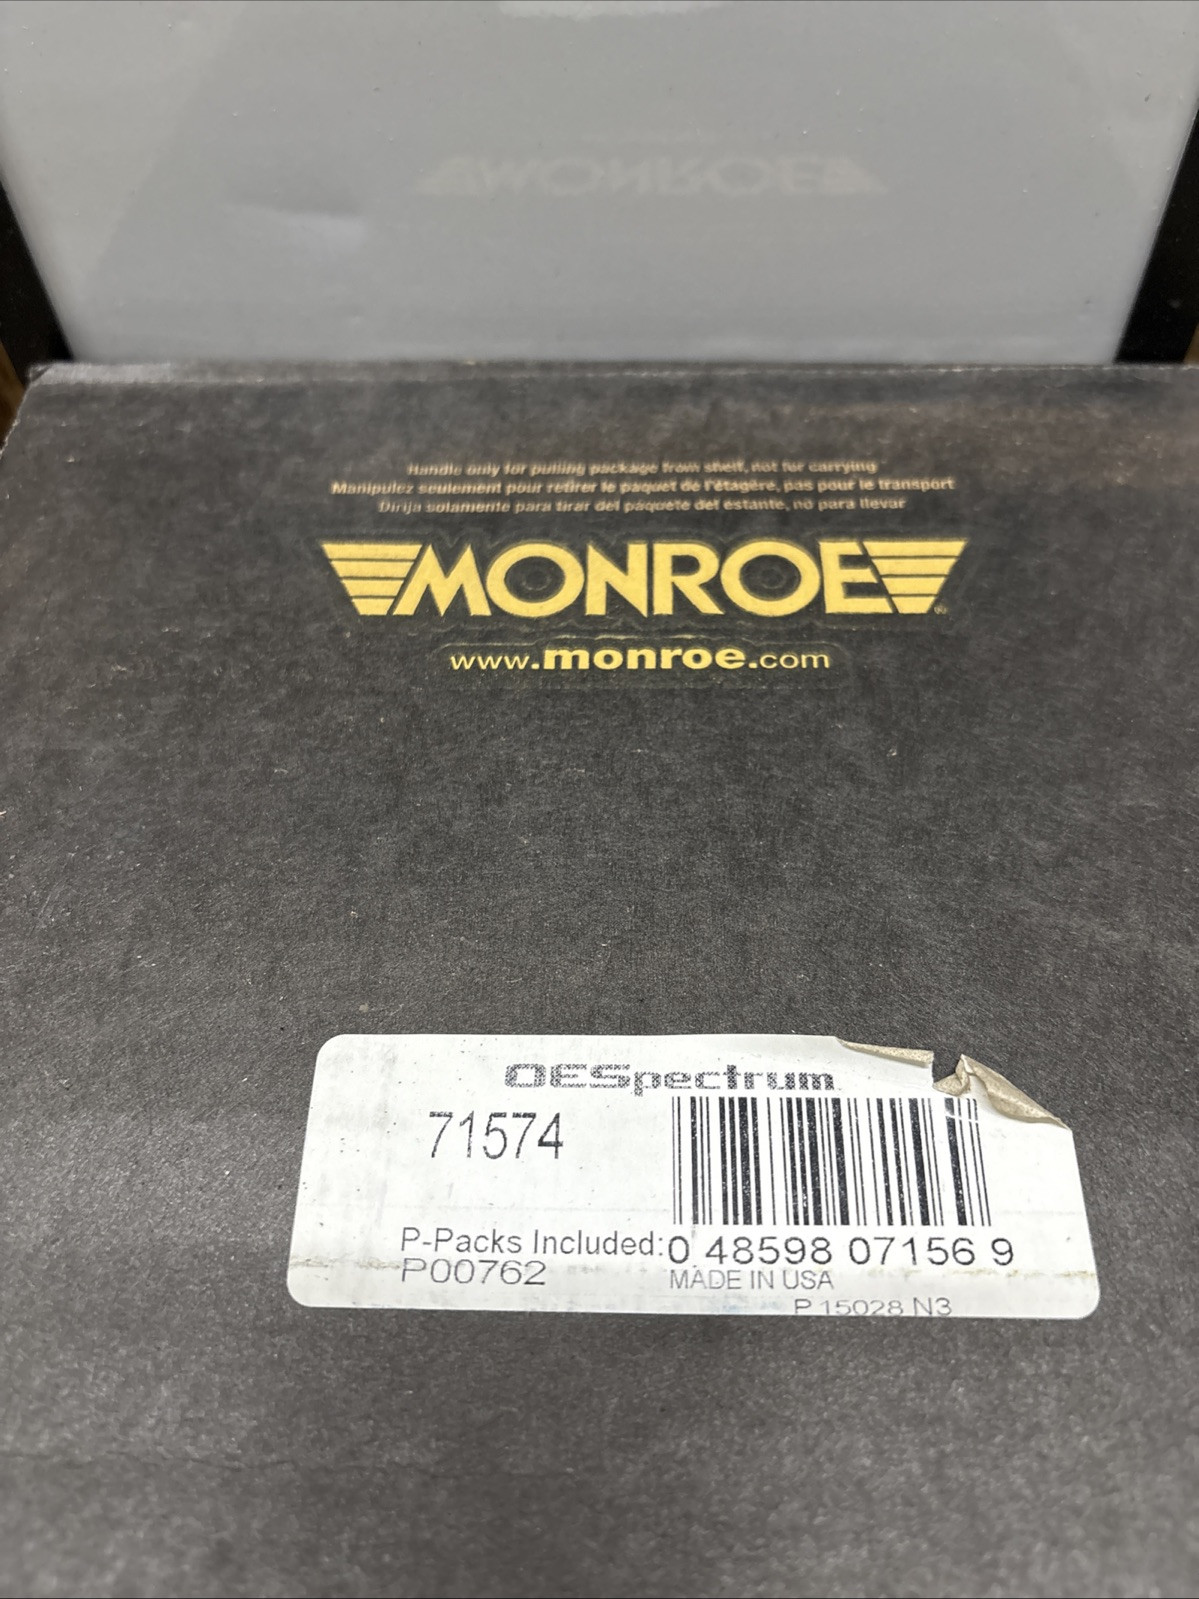 Handle only for pulling package from shelf, not for carrying
Manipulez seulement pour retirer le paquet de l'étagère, pas pour le transport
Dirija solamente para tirar del paquete del estante, no para llevar
MONROE®
www.monroe.com
OESpectrum
71574
P-Packs Included:
P00762
0 48598 07156 9
MADE IN USA
P 15028 N3